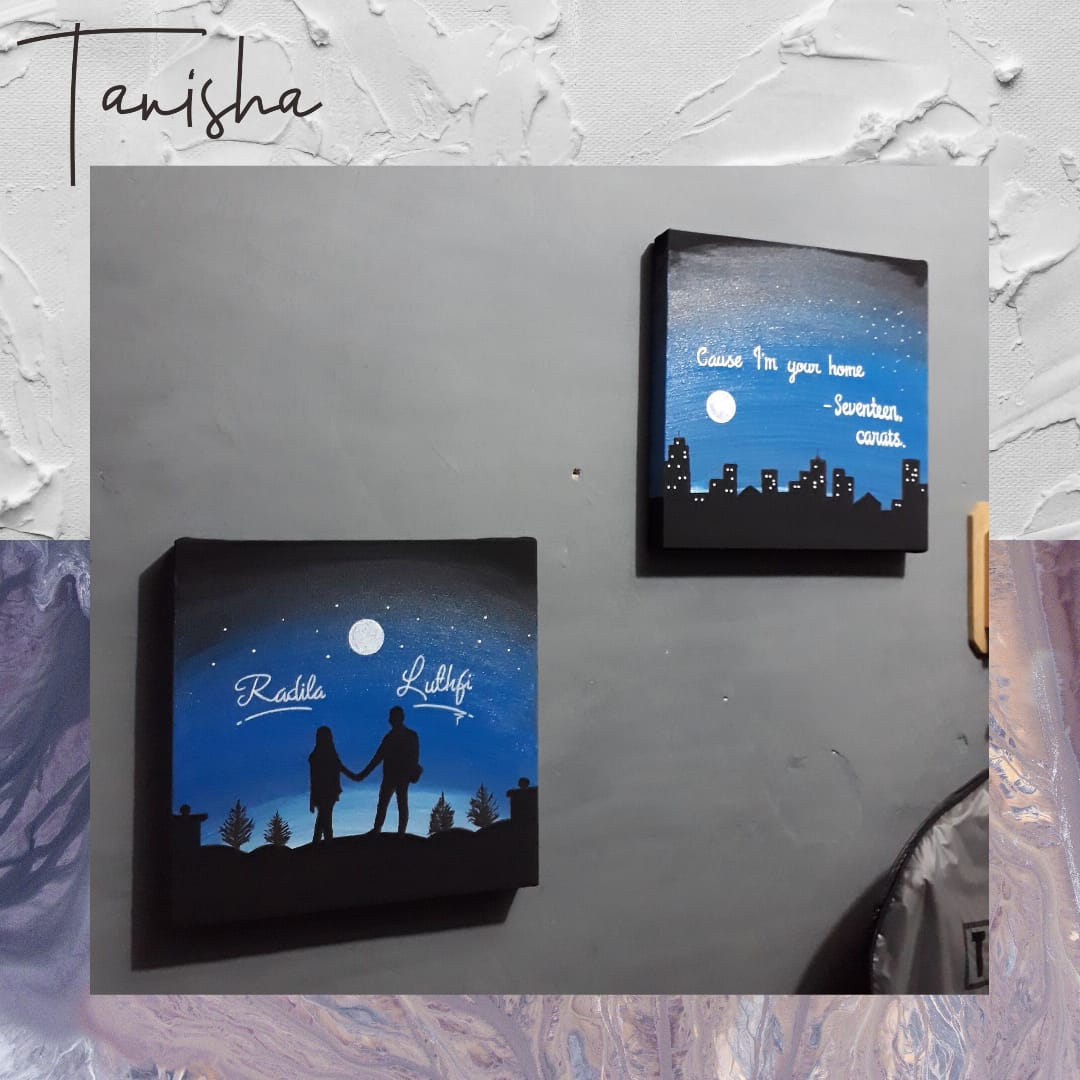 Tanisha
Cause I'm your home
-Seventeen,
carats.
Radila Luthfi
T